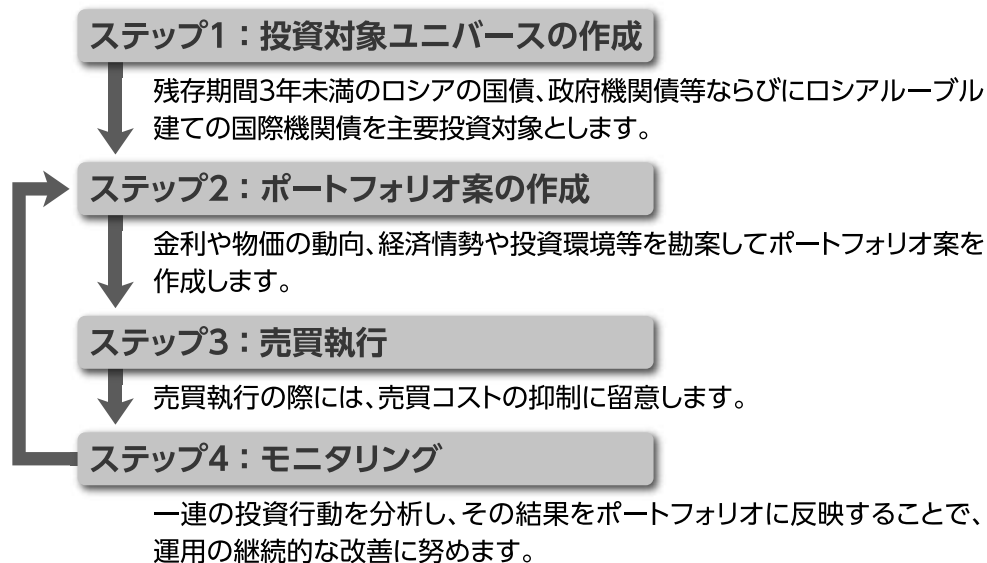 ステップ1：投資対象ユニバースの作成
残存期間3年未満のロシアの国債、政府機関債等ならびにロシアルーブル
建ての国際機関債を主要投資対象とします。
ステップ2：ポートフォリオ案の作成
金利や物価の動向、経済情勢や投資環境等を勘案してポートフォリオ案を
作成します。
ステップ3：売買執行
売買執行の際には、売買コストの抑制に留意します。
ステップ4：モニタリング
一連の投資行動を分析し、その結果をポートフォリオに反映することで、
運用の継続的な改善に努めます。